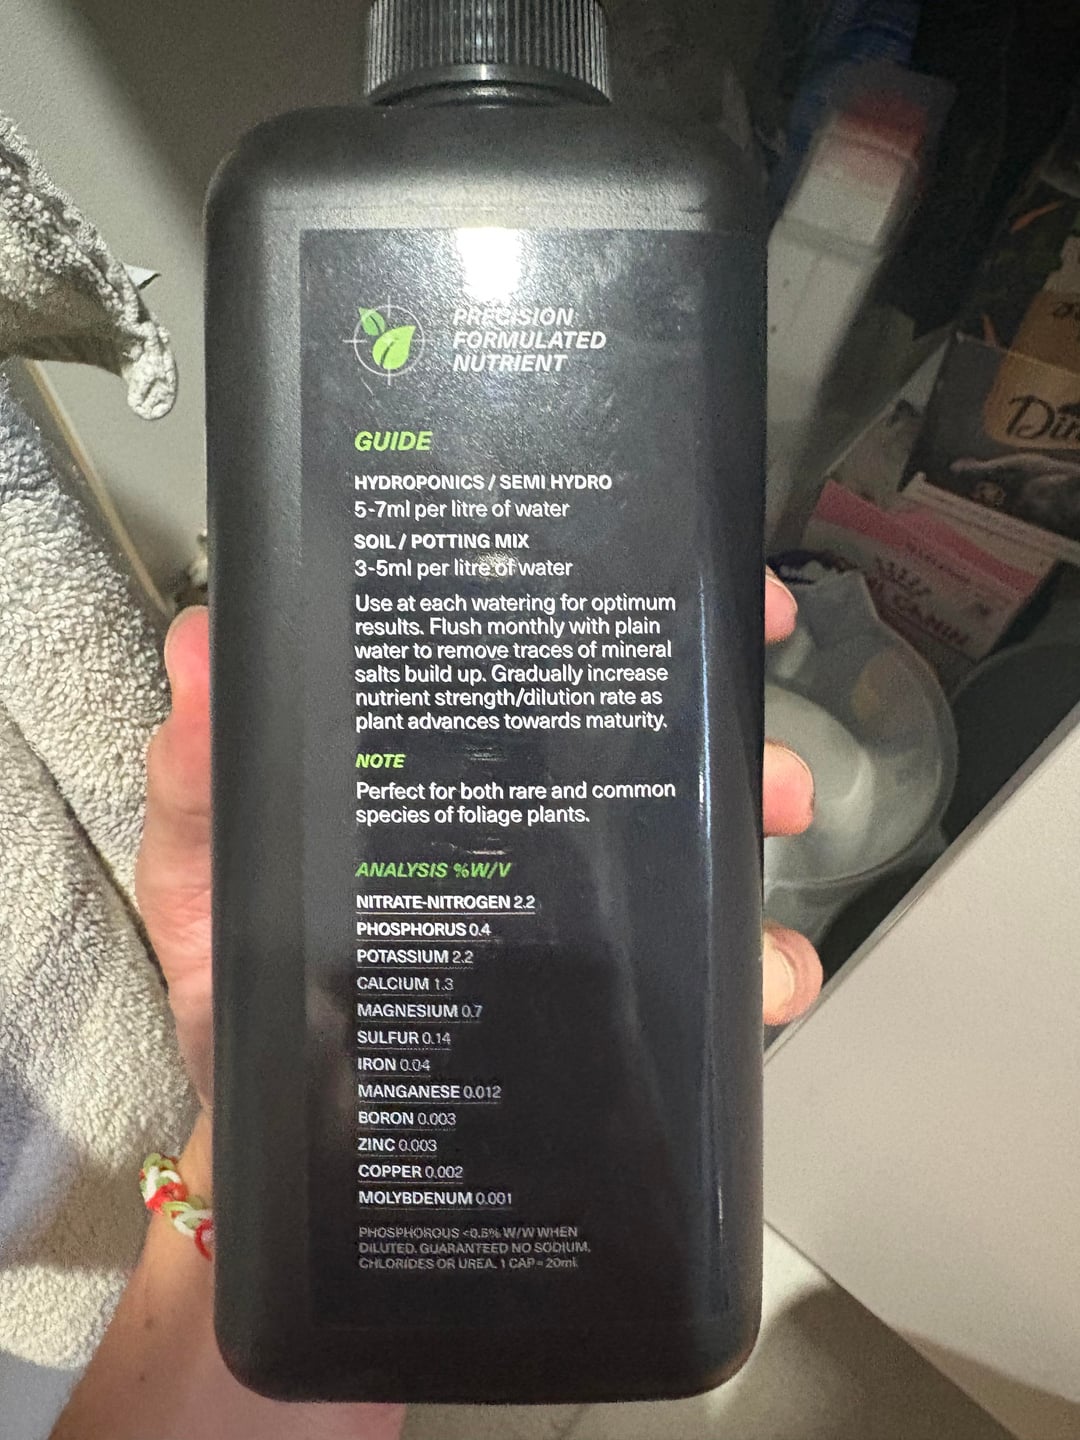 PRECISION
FORMULATED
NUTRIENT
GUIDE
HYDROPONICS / SEMI HYDRO
5-7ml per litre of water
SOIL / POTTING MIX
3-5ml per litre of water
Use at each watering for optimum
results. Flush monthly with plain
water to remove traces of mineral
salts build up. Gradually increase
nutrient strength/dilution rate as
plant advances towards maturity.
NOTE
Perfect for both rare and common
species of foliage plants.
ANALYSIS %W/V
NITRATE-NITROGEN 2.2
PHOSPHORUS 0.4
POTASSIUM 2.2
CALCIUM 1.3
MAGNESIUM 0.7
SULFUR 0.14
IRON 0.04
MANGANESE 0.012
BORON 0.003
ZINC 0.003
COPPER 0.002
MOLYBDENUM 0.001
PHOSPHOROUS <0.5% W/W WHEN
DILUTED. GUARANTEED NO SODIUM,
CHLORIDES OR UREA. 1 CAP = 20ml.